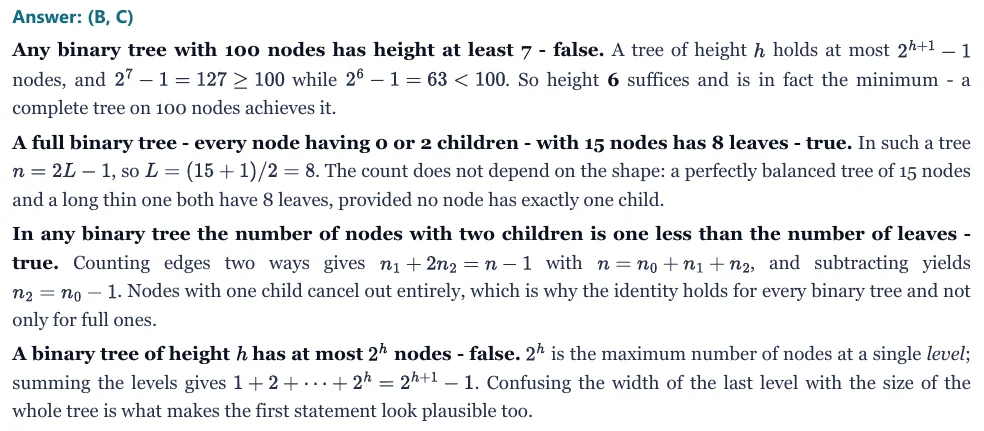 Answer: (B, C)
Any binary tree with 100 nodes has height at least 7 - false. A tree of height h holds at most 2^{h+1} − 1
nodes, and 2^7 − 1 = 127 ≥ 100 while 2^6 − 1 = 63 < 100. So height 6 suffices and is in fact the minimum - a
complete tree on 100 nodes achieves it.
A full binary tree - every node having 0 or 2 children - with 15 nodes has 8 leaves - true. In such a tree
n = 2L − 1, so L = (15 + 1)/2 = 8. The count does not depend on the shape: a perfectly balanced tree of 15 nodes
and a long thin one both have 8 leaves, provided no node has exactly one child.
In any binary tree the number of nodes with two children is one less than the number of leaves -
true. Counting edges two ways gives n_1 + 2n_2 = n − 1 with n = n_0 + n_1 + n_2, and subtracting yields
n_2 = n_0 − 1. Nodes with one child cancel out entirely, which is why the identity holds for every binary tree and not
only for full ones.
A binary tree of height h has at most 2^h nodes - false. 2^h is the maximum number of nodes at a single level;
summing the levels gives 1 + 2 + ⋯ + 2^h = 2^{h+1} − 1. Confusing the width of the last level with the size of the
whole tree is what makes the first statement look plausible too.